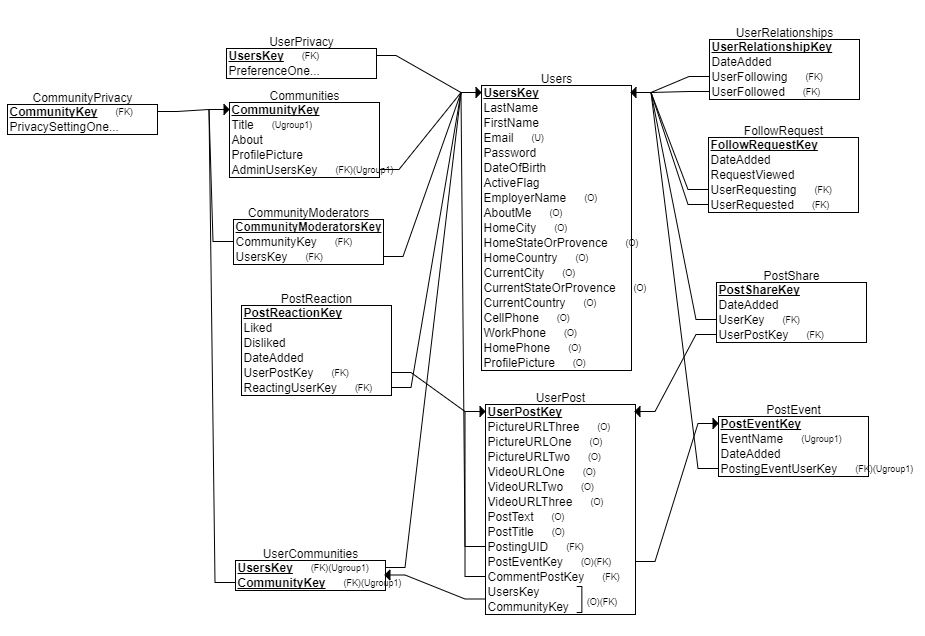 UserPrivacy
UsersKey (FK)
PreferenceOne...
CommunityPrivacy
CommunityKey (FK)
PrivacySettingOne...
Communities
CommunityKey
Title (Ugroup1)
About
ProfilePicture
AdminUsersKey (FK)(Ugroup1)
CommunityModerators
CommunityModeratorsKey
CommunityKey (FK)
UsersKey (FK)
PostReaction
PostReactionKey
Liked
Disliked
DateAdded
UserPostKey (FK)
ReactingUserKey (FK)
UserCommunities
UsersKey (FK)(Ugroup1)
CommunityKey (FK)(Ugroup1)
Users
UsersKey
LastName
FirstName
Email (U)
Password
DateOfBirth
ActiveFlag
EmployerName (O)
AboutMe (O)
HomeCity (O)
HomeStateOrProvence (O)
HomeCountry (O)
CurrentCity (O)
CurrentStateOrProvence (O)
CurrentCountry (O)
CellPhone (O)
WorkPhone (O)
HomePhone (O)
ProfilePicture (O)
UserPost
UserPostKey
PictureURLThree (O)
PictureURLOne (O)
PictureURLTwo (O)
VideoURLOne (O)
VideoURLTwo (O)
VideoURLThree (O)
PostText (O)
PostTitle (O)
PostingUID (FK)
PostEventKey (O)(FK)
CommentPostKey (FK)
UsersKey
CommunityKey (O)(FK)
UserRelationships
UserRelationshipKey
DateAdded
UserFollowing (FK)
UserFollowed (FK)
FollowRequest
FollowRequestKey
DateAdded
RequestViewed
UserRequesting (FK)
UserRequested (FK)
PostShare
PostShareKey
DateAdded
UserKey (FK)
UserPostKey (FK)
PostEvent
PostEventKey
EventName (Ugroup1)
DateAdded
PostingEventUserKey (FK)(Ugroup1)